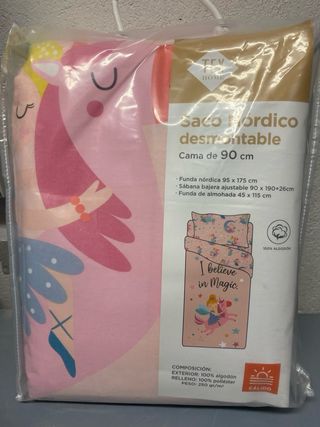 TEX
HOME
Saco Nórdico
desmontable
Cama de 90 cm
• Funda nórdica 95 x 175 cm
• Sábana bajera ajustable 90 x 190+26cm
• Funda de almohada 45 x 115 cm
100% ALGODÓN
I believe
in Magic
COMPOSICIÓN:
EXTERIOR: 100% algodón
RELLENO: 100% poliéster
PESO: 250 gr/m²
CÁLIDO